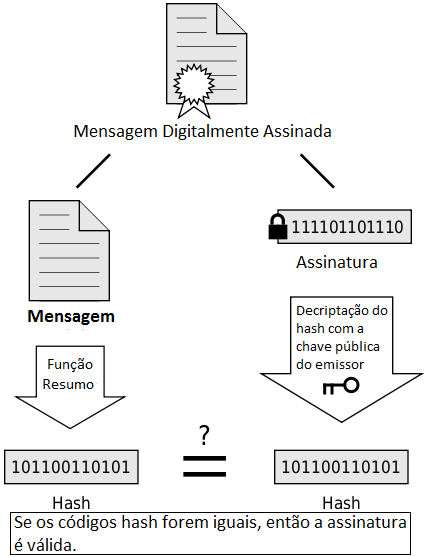 Mensagem Digitalmente Assinada
111101101110
Assinatura
Mensagem
Decriptação do
hash com a
chave pública
do emissor
Função
Resumo
?
101100110101
=
101100110101
Hash
Hash
Se os códigos hash forem iguais, então a assinatura
é válida.